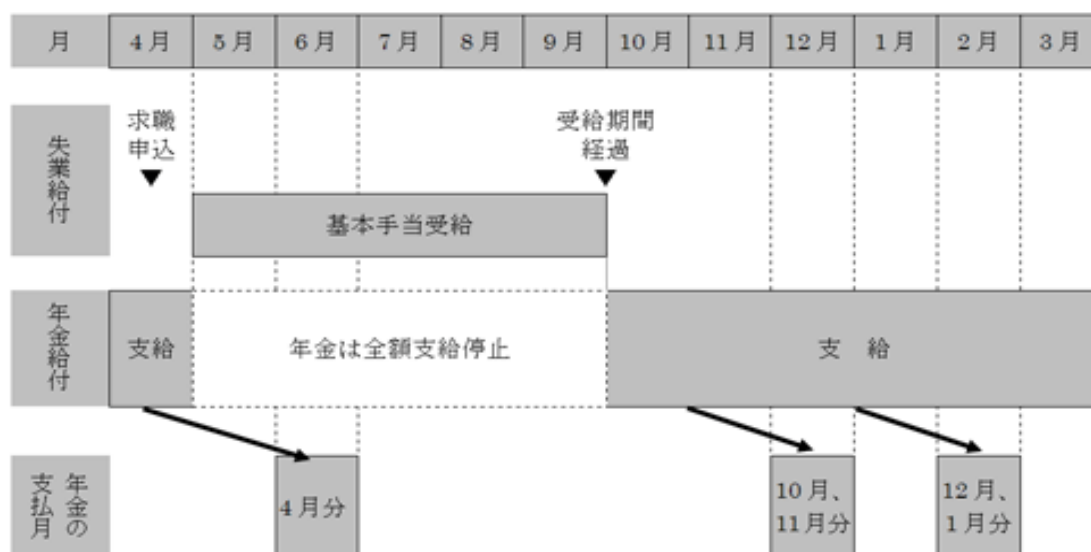 月 4月 5月 6月 7月 8月 9月 10月 11月 12月 1月 2月 3月
失業給付
求職
申込
受給期間
経過
基本手当受給
年金給付
支給
年金は全額支給停止
支 給
年金の
支払月
4月分
10月、
11月分
12月、
1月分